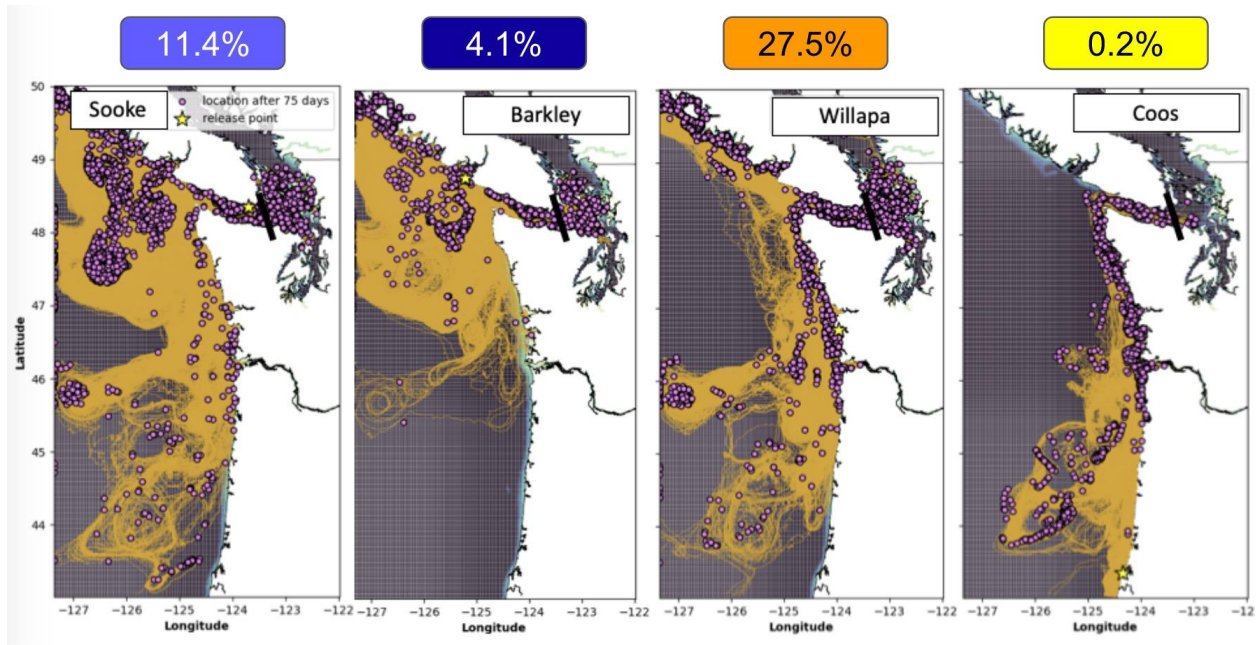 11.4%
4.1%
27.5%
0.2%
Sooke
location after 75 days
release point
Barkley
Willapa
Coos
50
49
48
47
46
45
44
Latitude
−127 −126 −125 −124 −123 −122
−127 −126 −125 −124 −123 −122
−127 −126 −125 −124 −123 −122
−127 −126 −125 −124 −123 −122
Longitude
Longitude
Longitude
Longitude